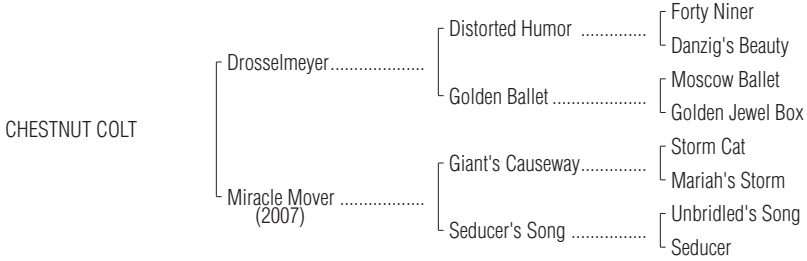 Forty Niner
Distorted Humor ..............
Danzig's Beauty
Drosselmeyer....................
Moscow Ballet
Golden Ballet ....................
Golden Jewel Box
CHESTNUT COLT
Storm Cat
Giant's Causeway..............
Mariah's Storm
Miracle Mover ..................
(2007)
Unbridled's Song
Seducer's Song ................
Seducer